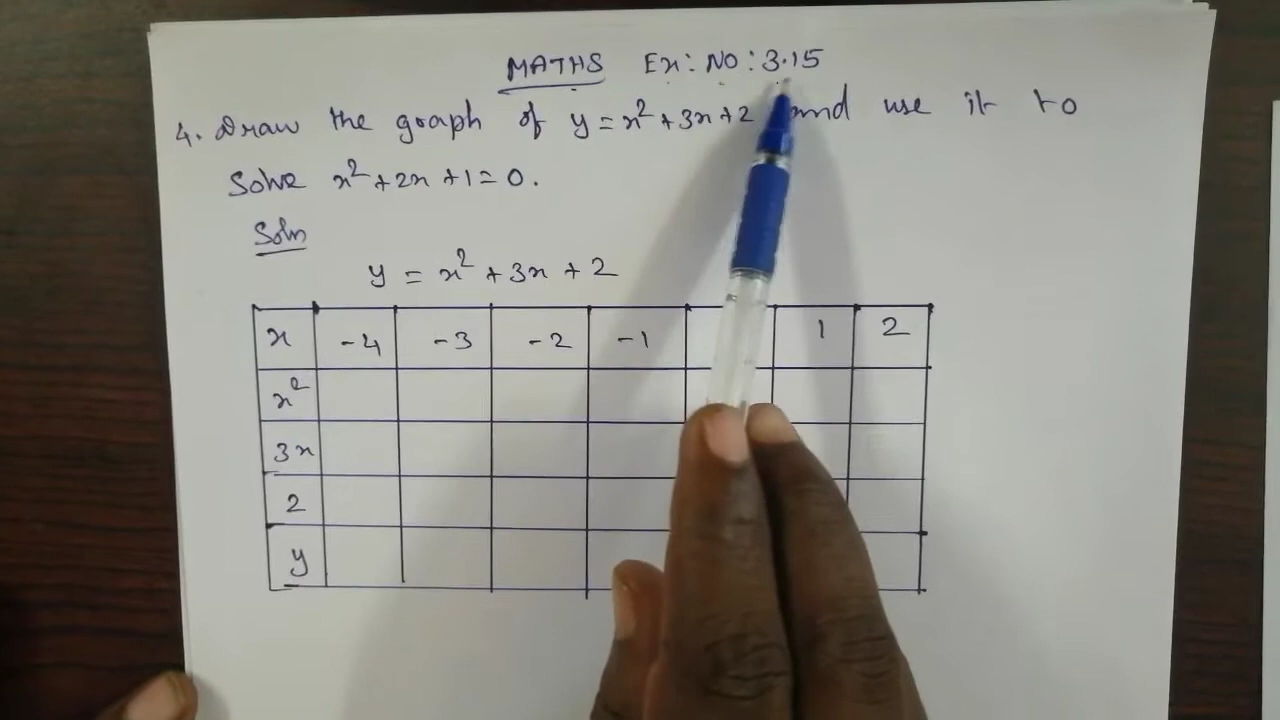 MATHS Ex: No: 3.15
4. Draw the graph of y = x² + 3x + 2 and use it to
Solve x² + 2x + 1 = 0.
Soln
y = x² + 3x + 2
x -4 -3 -2 -1 1 2
x²
3x
2
y